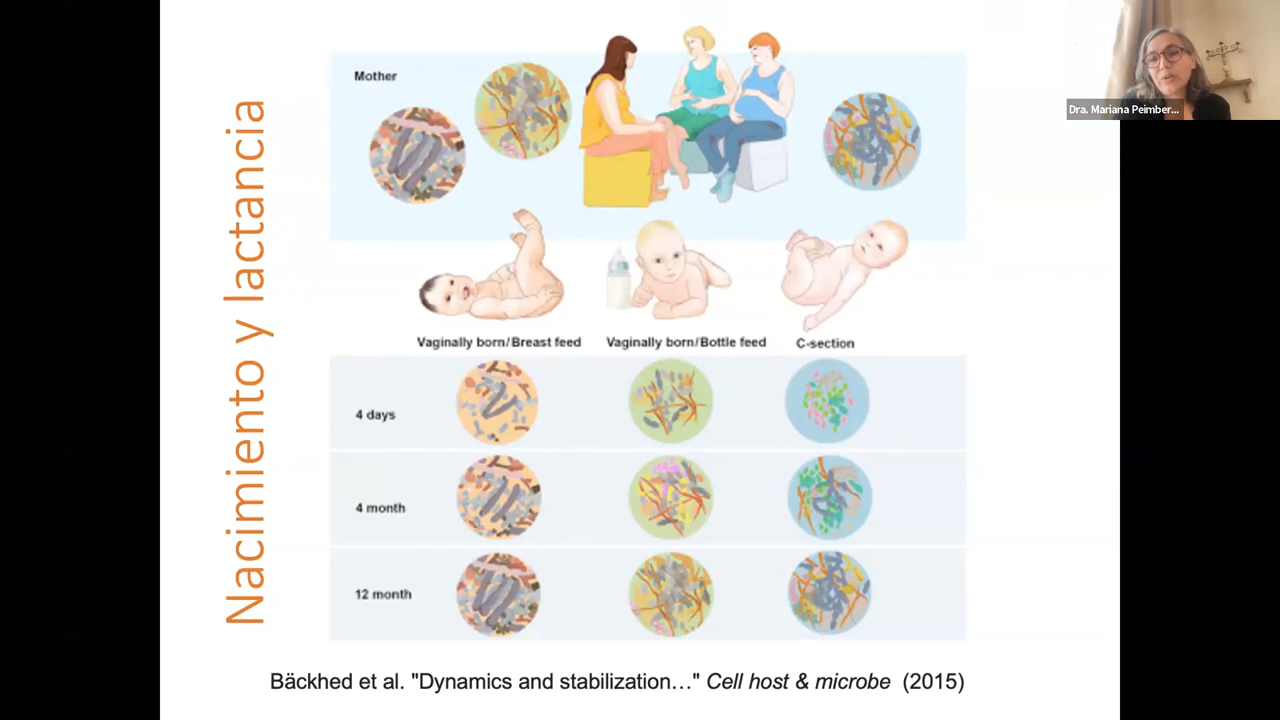 Nacimiento y lactancia
Mother
Vaginally born/Breast feed
Vaginally born/Bottle feed
C-section
4 days
4 month
12 month
Bäckhed et al. "Dynamics and stabilization…" Cell host & microbe (2015)
Dra. Mariana Peimber...